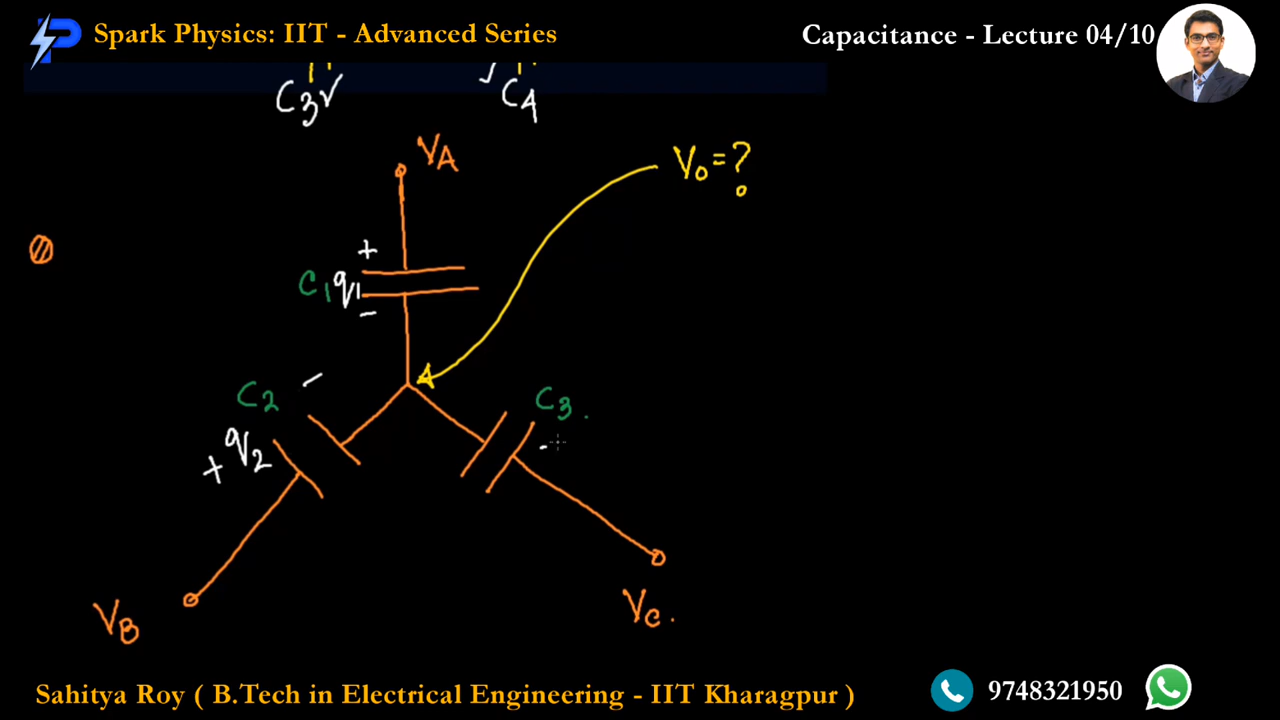 Spark Physics: IIT - Advanced Series
Capacitance - Lecture 04/10
C3 C4
VA
V0=?
+
C1 q1
-
C2 -
C3.
+ q2
-
VB
VC.
Sahitya Roy ( B.Tech in Electrical Engineering - IIT Kharagpur )
9748321950